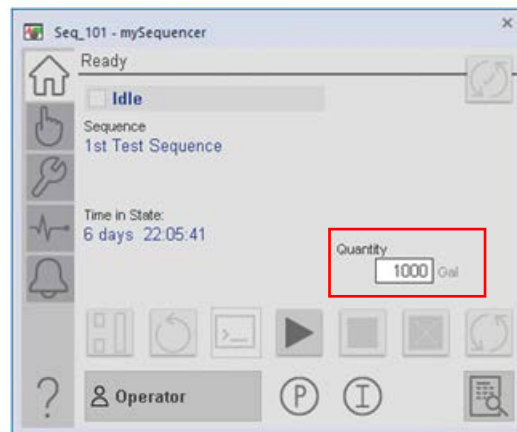 Seq_101 - mySequencer
Ready
Idle
Sequence
1st Test Sequence
Time in State:
6 days 22:05:41
Quantity
1000 Gal
>_
? Operator P I